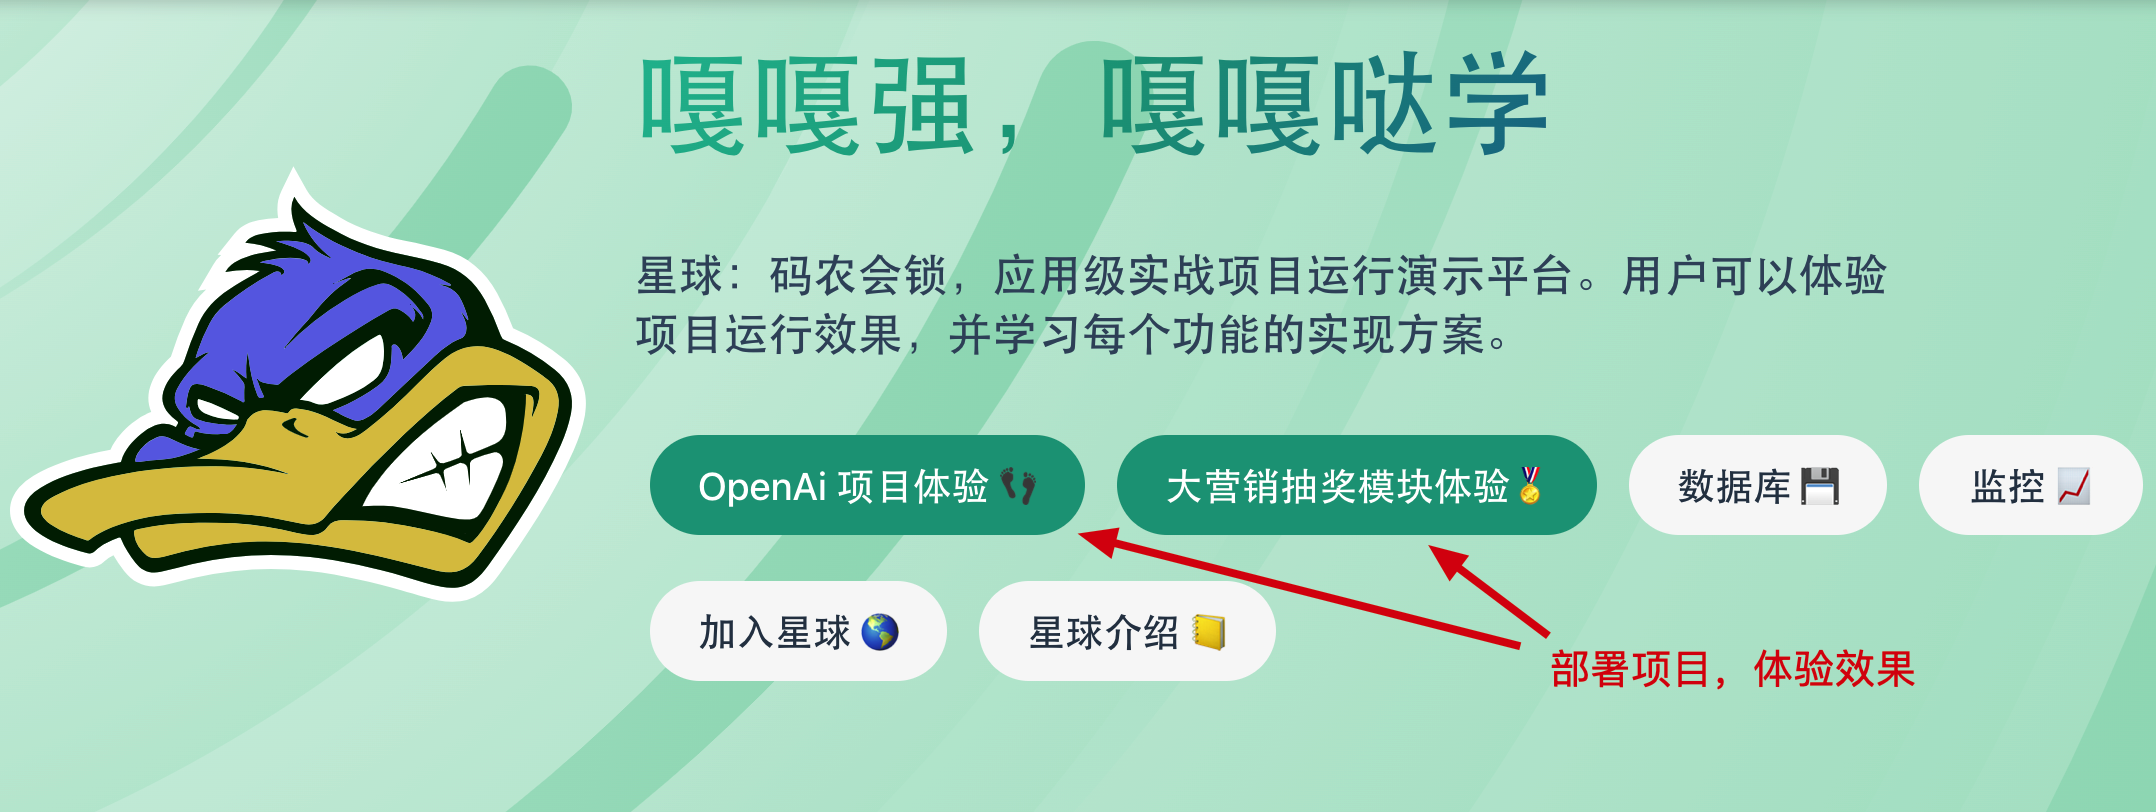 嘎嘎强，嘎嘎哒学
星球：码农会锁，应用级实战项目运行演示平台。用户可以体验
项目运行效果，并学习每个功能的实现方案。
OpenAi 项目体验
大营销抽奖模块体验
数据库
监控
加入星球
星球介绍
部署项目，体验效果